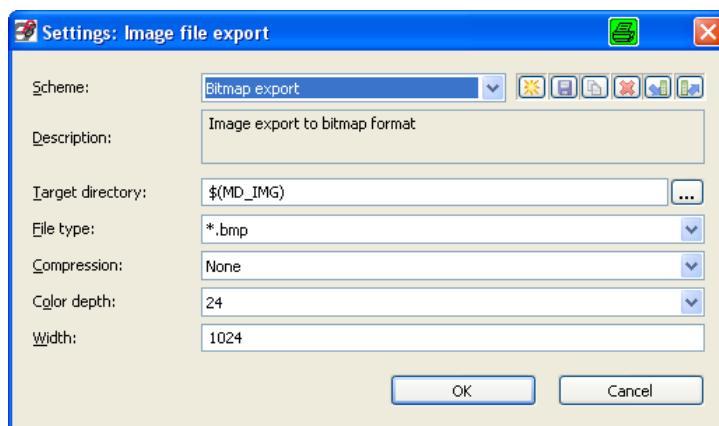 Settings: Image file export
Scheme:
Bitmap export
Description:
Image export to bitmap format
Target directory:
$(MD_IMG)
...
File type:
*.bmp
Compression:
None
Color depth:
24
Width:
1024
OK
Cancel